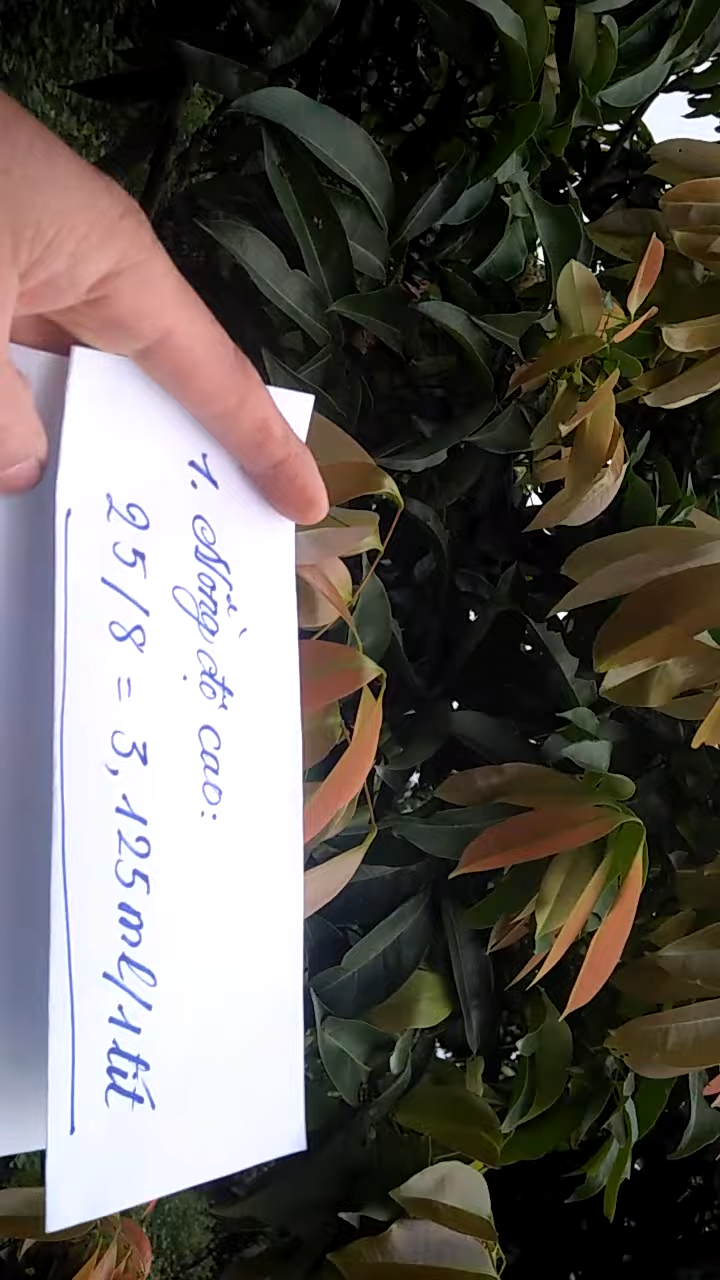 1. Nồng độ cao:
25/8 = 3,125ml/1lít